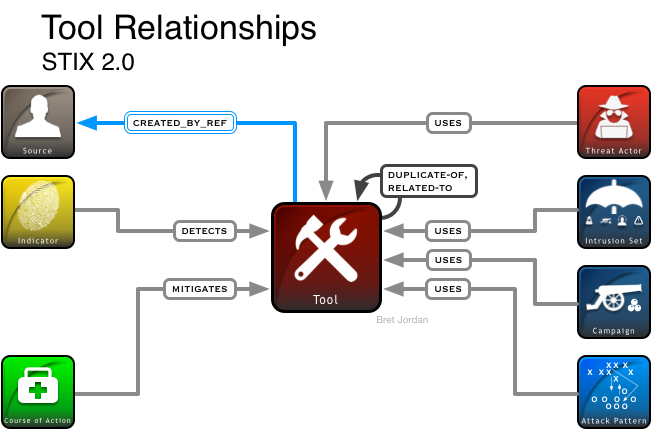 Tool Relationships
STIX 2.0
Source
CREATED_BY_REF
USES
Threat Actor
DUPLICATE-OF,
RELATED-TO
Indicator
DETECTS
USES
Intrusion Set
USES
MITIGATES
USES
Tool
Campaign
Bret Jordan
Course of Action
X X X X
X X X
X
O O O
O O O
Attack Pattern